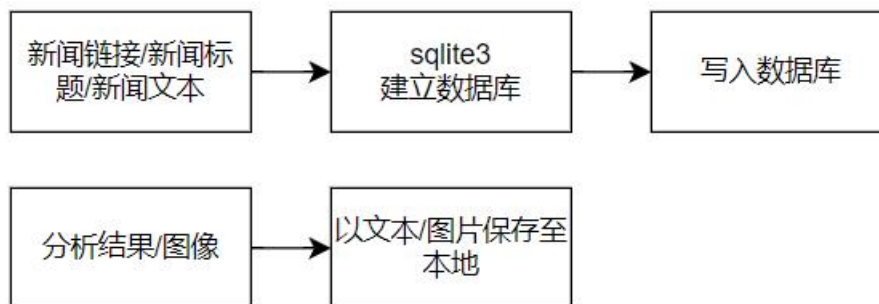 新闻链接/新闻标
题/新闻文本
sqlite3
建立数据库
写入数据库
分析结果/图像
以文本/图片保存至
本地